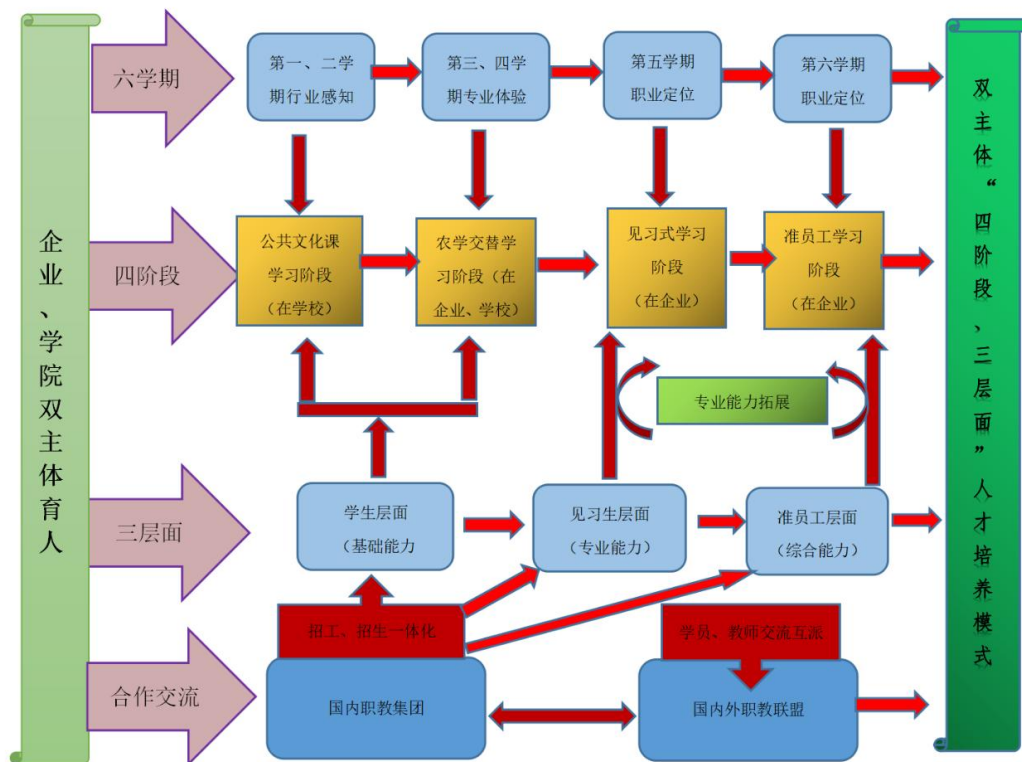 企业、学院双主体育人
六学期
第一、二学
期行业感知
第三、四学
期专业体验
第五学期
职业定位
第六学期
职业定位
四阶段
公共文化课
学习阶段
（在学校）
农学交替学
习阶段（在
企业、学校）
见习式学习
阶段
（在企业）
准员工学习
阶段
（在企业）
专业能力拓展
三层面
学生层面
（基础能力
见习生层面
（专业能力）
准员工层面
（综合能力）
招工、招生一体化
学员、教师交流互派
合作交流
国内职教集团
国内外职教联盟
双主体“四阶段、三层面”人才培养模式